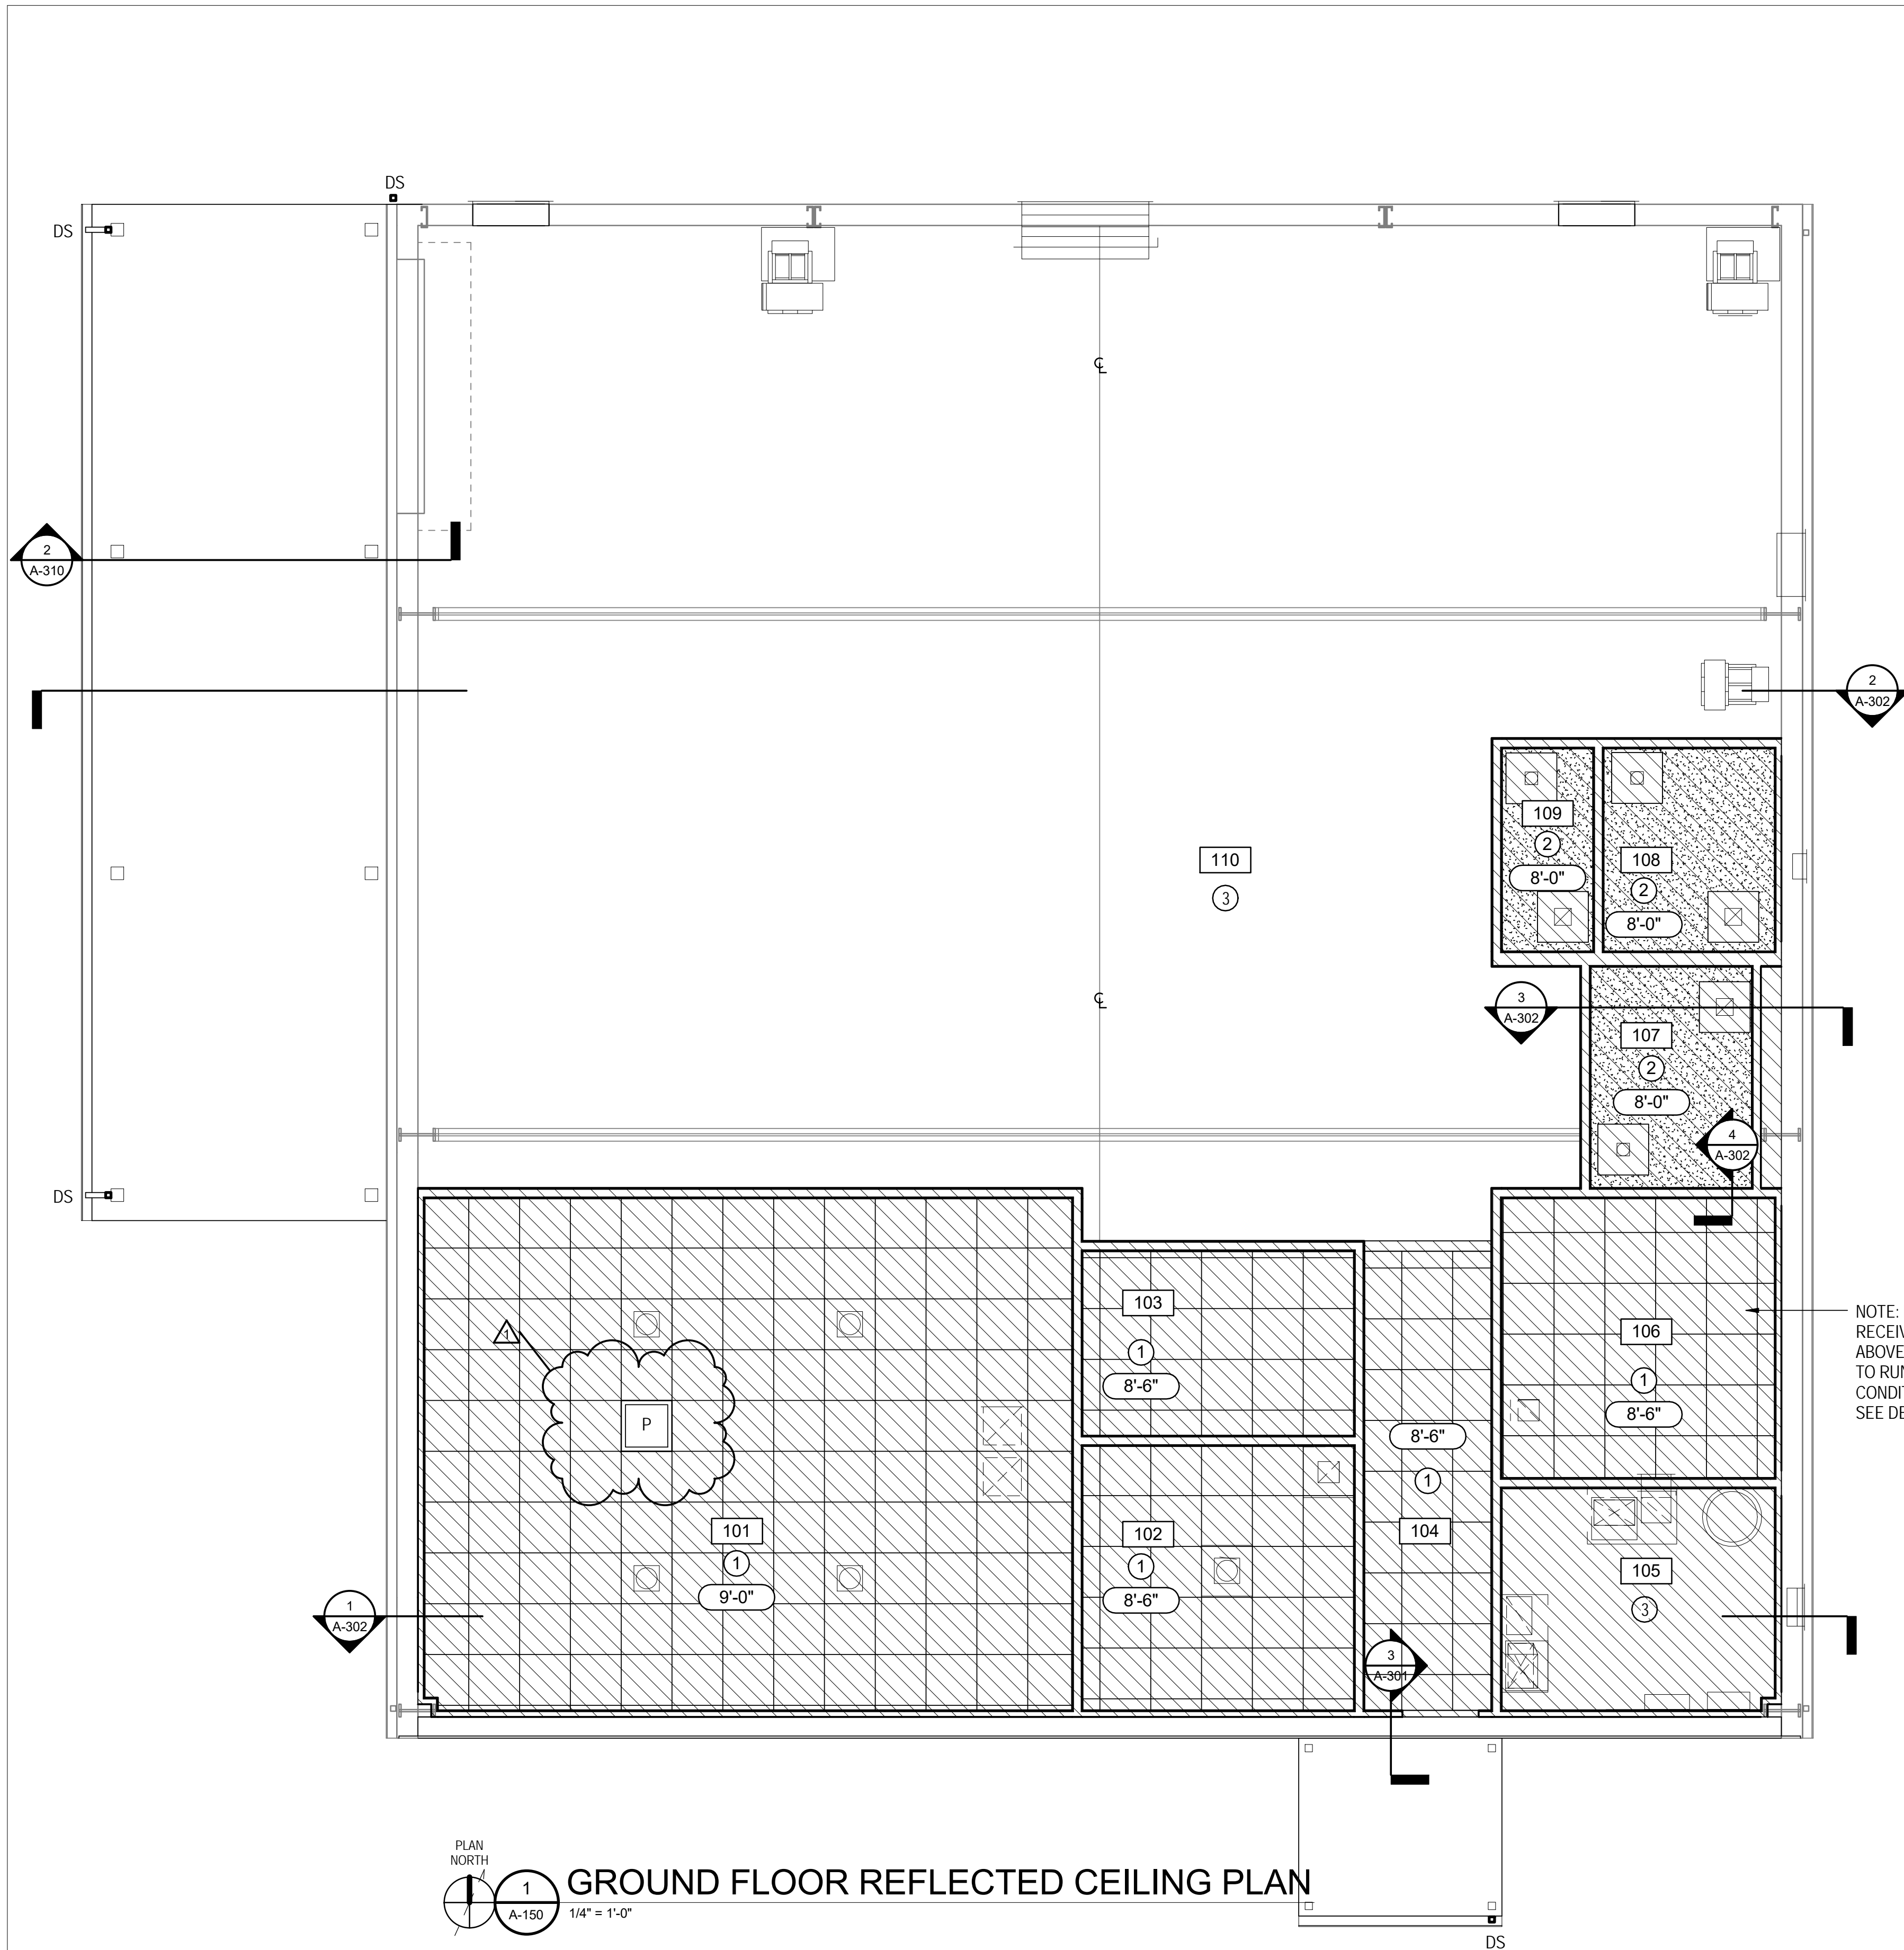 DS
DS
2
A-310
2
A-302
109
2
8'-0"
108
2
8'-0"
110
3
3
A-302
107
2
8'-0"
4
A-302
DS
103
1
8'-6"
106
1
8'-6"
NOTE:
ABOVE
TO RUN
1
P
8'-6"
1
104
101
1
9'-0"
102
1
8'-6"
105
3
1
A-302
3
A-301
PLAN
NORTH
1
A-150
GROUND FLOOR REFLECTED CEILING PLAN
1/4" = 1'-0"
DS